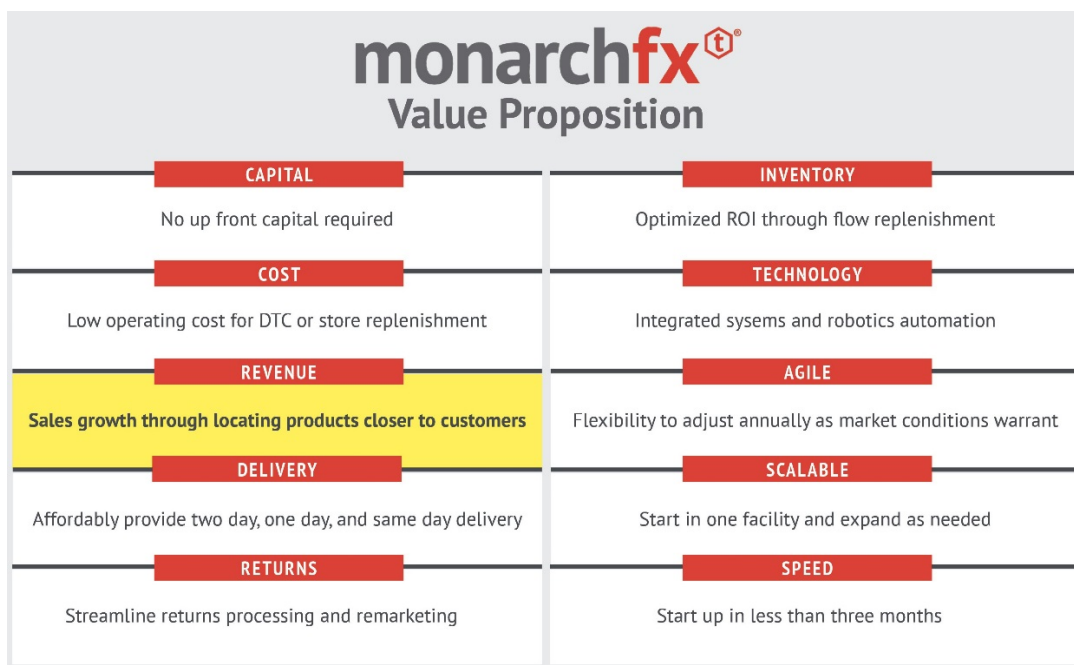 monarchfx t®
Value Proposition
CAPITAL
No up front capital required
COST
Low operating cost for DTC or store replenishment
REVENUE
Sales growth through locating products closer to customers
DELIVERY
Affordably provide two day, one day, and same day delivery
RETURNS
Streamline returns processing and remarketing
INVENTORY
Optimized ROI through flow replenishment
TECHNOLOGY
Integrated sysems and robotics automation
AGILE
Flexibility to adjust annually as market conditions warrant
SCALABLE
Start in one facility and expand as needed
SPEED
Start up in less than three months